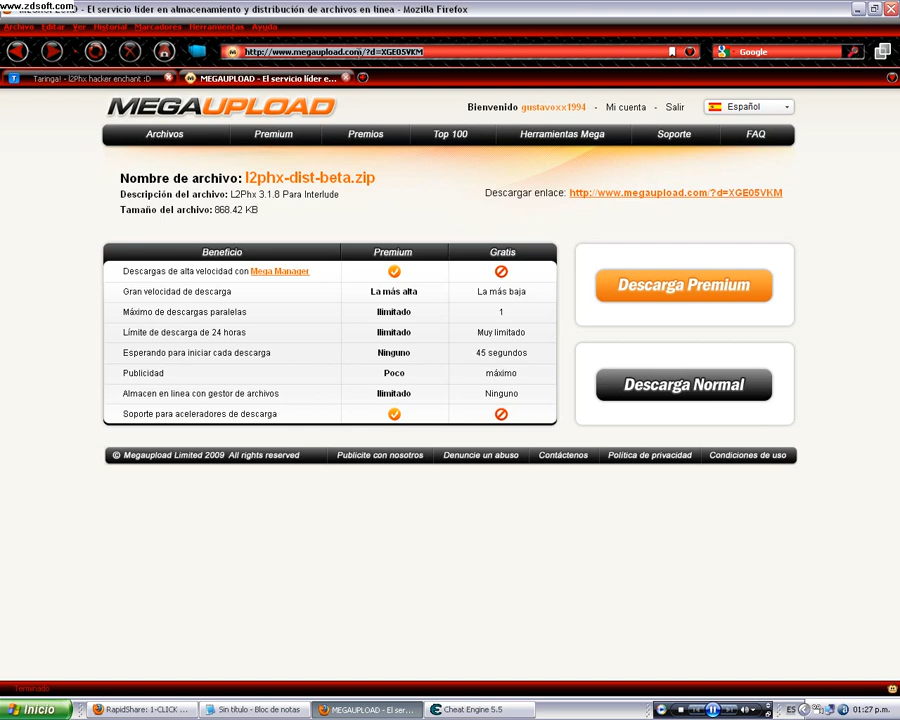 www.zdsoft.com
- El servicio líder en almacenamiento y distribución de archivos en línea - Mozilla Firefox
Archivo Editar Ver Historial Marcadores Herramientas Ayuda
http://www.megaupload.com/?d=XGE05VKM
Google
Taringa! - l2Phx hacker enchant :D
MEGAUPLOAD - El servicio líder e...
MEGAUPLOAD
Bienvenido gustavoxx1994 - Mi cuenta - Salir
Español
Archivos Premium Premios Top 100 Herramientas Mega Soporte FAQ
Nombre de archivo: l2phx-dist-beta.zip
Descripción del archivo: L2Phx 3.1.8 Para Interlude
Tamaño del archivo: 868.42 KB
Descargar enlace: http://www.megaupload.com/?d=XGE05VKM
Beneficio Premium Gratis
Descargas de alta velocidad con Mega Manager
Gran velocidad de descarga La más alta La más baja
Máximo de descargas paralelas Ilimitado 1
Límite de descarga de 24 horas Ilimitado Muy limitado
Esperando para iniciar cada descarga Ninguno 45 segundos
Publicidad Poco máximo
Almacen en linea con gestor de archivos Ilimitado Ninguno
Soporte para aceleradores de descarga
Descarga Premium
Descarga Normal
© Megaupload Limited 2009 All rights reserved Publicite con nosotros Denuncie un abuso Contáctenos Política de privacidad Condiciones de uso
Terminado
Inicio
RapidShare: 1-CLICK ...
Sin título - Bloc de notas
MEGAUPLOAD - El ser...
Cheat Engine 5.5
ES
01:27 p.m.